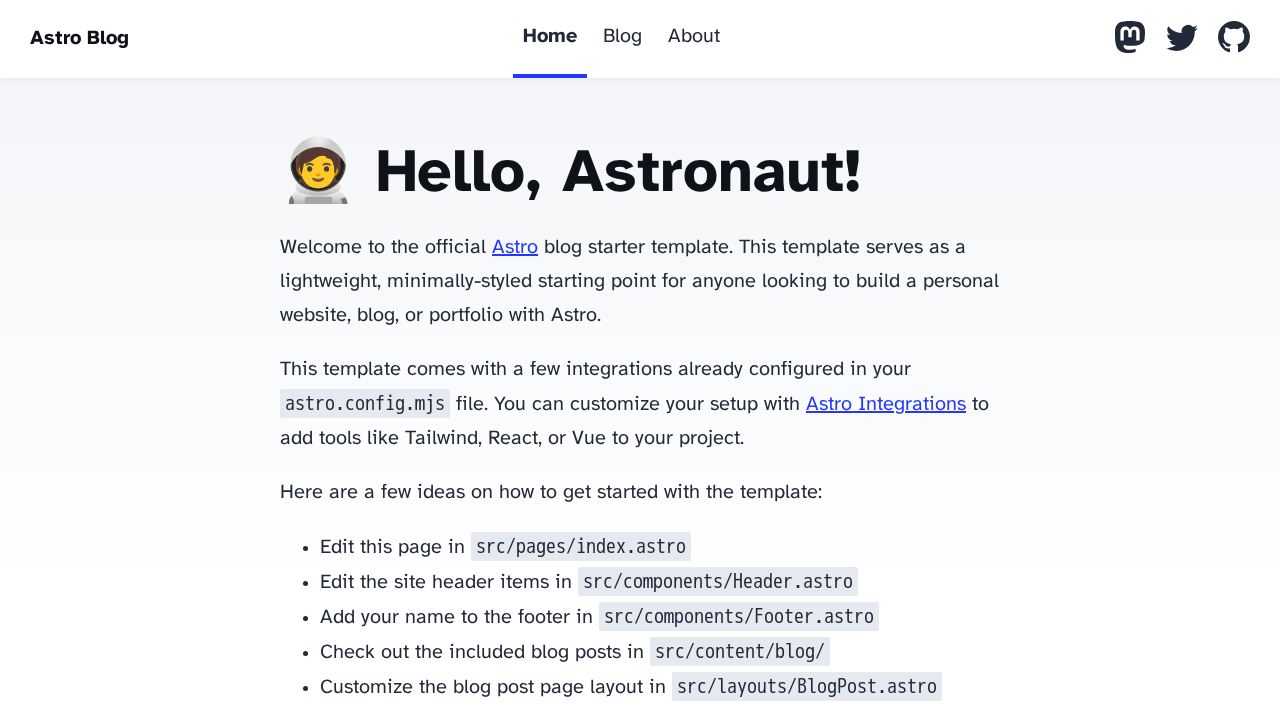 Astro Blog
Home Blog About
Hello, Astronaut!
Welcome to the official Astro blog starter template. This template serves as a
lightweight, minimally-styled starting point for anyone looking to build a personal
website, blog, or portfolio with Astro.
This template comes with a few integrations already configured in your
astro.config.mjs file. You can customize your setup with Astro Integrations to
add tools like Tailwind, React, or Vue to your project.
Here are a few ideas on how to get started with the template:
• Edit this page in src/pages/index.astro
• Edit the site header items in src/components/Header.astro
• Add your name to the footer in src/components/Footer.astro
• Check out the included blog posts in src/content/blog/
• Customize the blog post page layout in src/layouts/BlogPost.astro